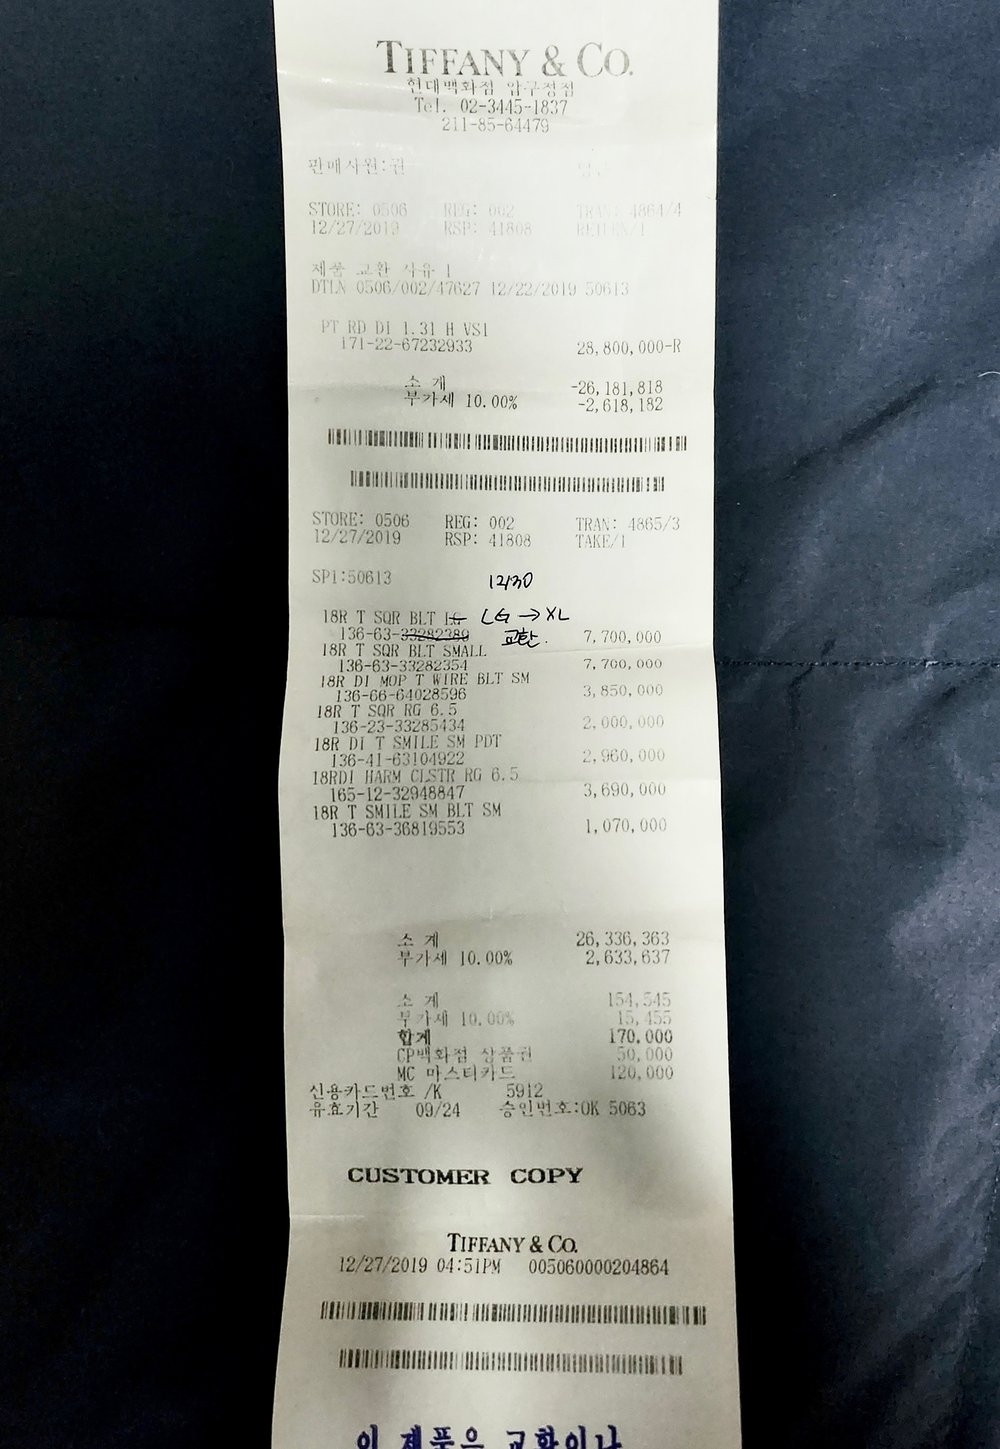 TIFFANY & CO.
현대백화점 압구정점
Tel. 02-3445-1837
211-85-64479
판매사원:권
STORE: 0506 REG: 002 TRAN: 4864/4
12/27/2019 RSP: 41808 RETLEN/1
제품 교환 사유 1
DTLN 0506/002/47627 12/22/2019 50613
PT RD DI 1.31 H VS1
171-22-67232933 28,800,000-R
소 계 -26,181,818
부가세 10.00% -2,618,182
STORE: 0506 REG: 002 TRAN: 4865/3
12/27/2019 RSP: 41808 TAKE/1
SP1:50613 12/30
18R T SQR BLT LG LG → XL
136-63-33282389 교환. 7,700,000
18R T SQR BLT SMALL
136-63-33282354 7,700,000
18R DI MOP T WIRE BLT SM
136-66-64028596 3,850,000
18R T SQR RG 6.5
136-23-33285434 2,000,000
18R DI T SMILE SM PDT
136-41-63104922 2,960,000
18RDI HARM CLSTR RG 6.5
165-12-32948847 3,690,000
18R T SMILE SM BLT SM
136-63-36819553 1,070,000
소 계 26,336,363
부가세 10.00% 2,633,637
소 계 154,545
부가세 10.00% 15,455
합계 170,000
CP백화점 상품권 50,000
MC 마스티카드 120,000
신용카드번호 /K 5912
유효기간 09/24 승인번호:OK 5063
CUSTOMER COPY
TIFFANY & CO.
12/27/2019 04:51PM 005060000204864
이 제품은 교환이나